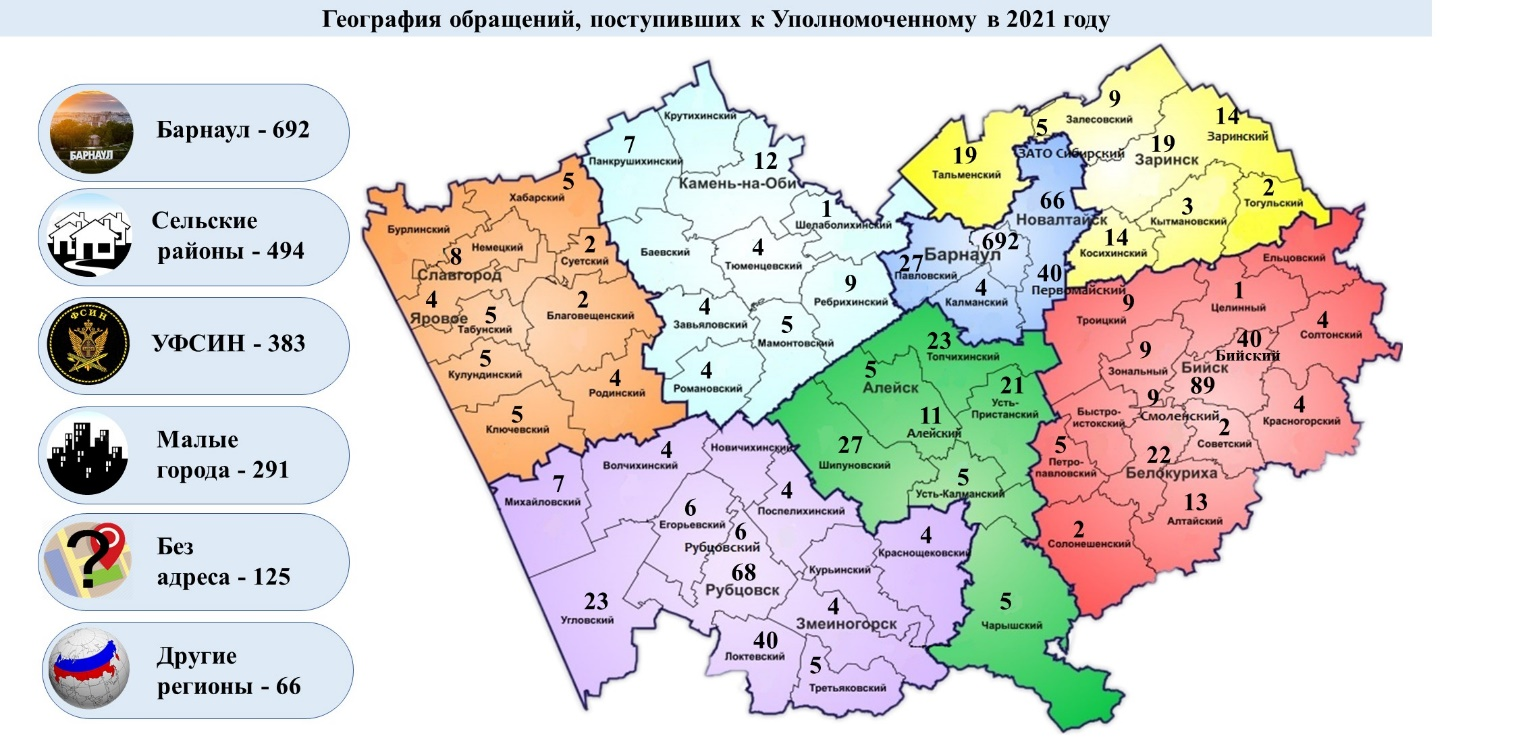 География обращений, поступивших к Уполномоченному в 2021 году
БАРНАУЛ
Барнаул - 692
Сельские
районы - 494
ФСИН
УФСИН - 383
Малые
города - 291
?
Без
адреса - 125
Другие
регионы - 66
5
Хабарский
Бурлинский
Немецкий
8
Славгород
2
Суетский
4
Яровое
5
Табунский
2
Благовещенский
5
Кулундинский
4
Родинский
5
Ключевский
Крутихинский
7
Панкрушихинский
12
Камень-на-Оби
1
Шелаболихинский
Баевский
4
Тюменцевский
9
Ребрихинский
4
Завьяловский
5
Мамонтовский
4
Романовский
19
Тальменский
5
ЗАТО Сибирский
9
Залесовский
14
Заринский
19
Заринск
2
Тогульский
3
Кытмановский
14
Косихинский
66
Новалтайск
692
Барнаул
27
Павловский
4
Калманский
40
Первомайский
Ельцовский
9
Троицкий
1
Целинный
4
Солтонский
9
Зональный
40
Бийский
Бийск
89
9
Смоленский
4
Красногорский
Быстро-
истокский
2
Советский
5
Петро-
павловский
22
Белокуриха
13
Алтайский
2
Солонешенский
23
Топчихинский
5
Алейск
21
Усть-
Пристанский
11
Алейский
27
Шипуновский
5
Усть-Калманский
5
Чарышский
4
Волчихинский
Новичихинский
7
Михайловский
4
Поспелихинский
6
Егорьевский
6
Рубцовский
68
Рубцовск
4
Краснощековский
Курьинский
23
Угловский
4
Змеиногорск
40
Локтевский
5
Третьяковский